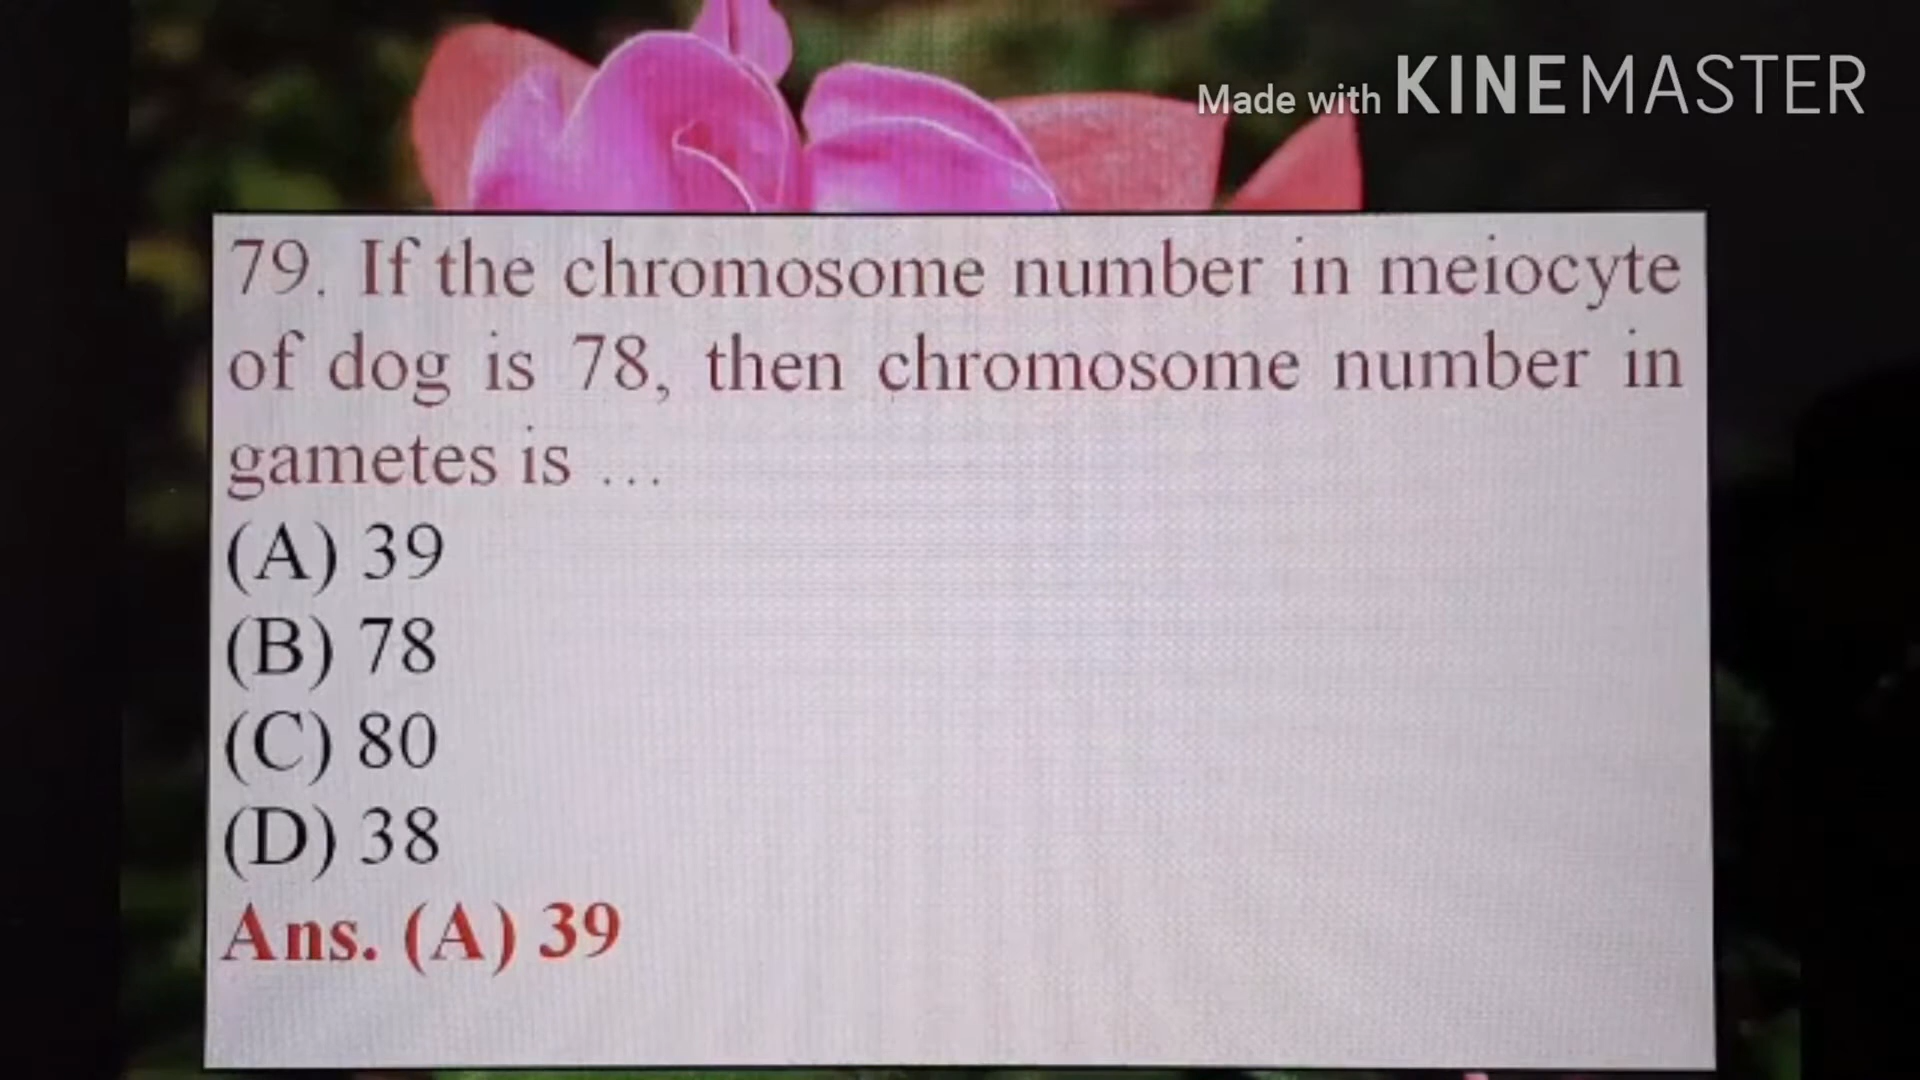 Made with KINEMASTER
79. If the chromosome number in meiocyte
of dog is 78, then chromosome number in
gametes is ...
(A) 39
(B) 78
(C) 80
(D) 38
Ans. (A) 39